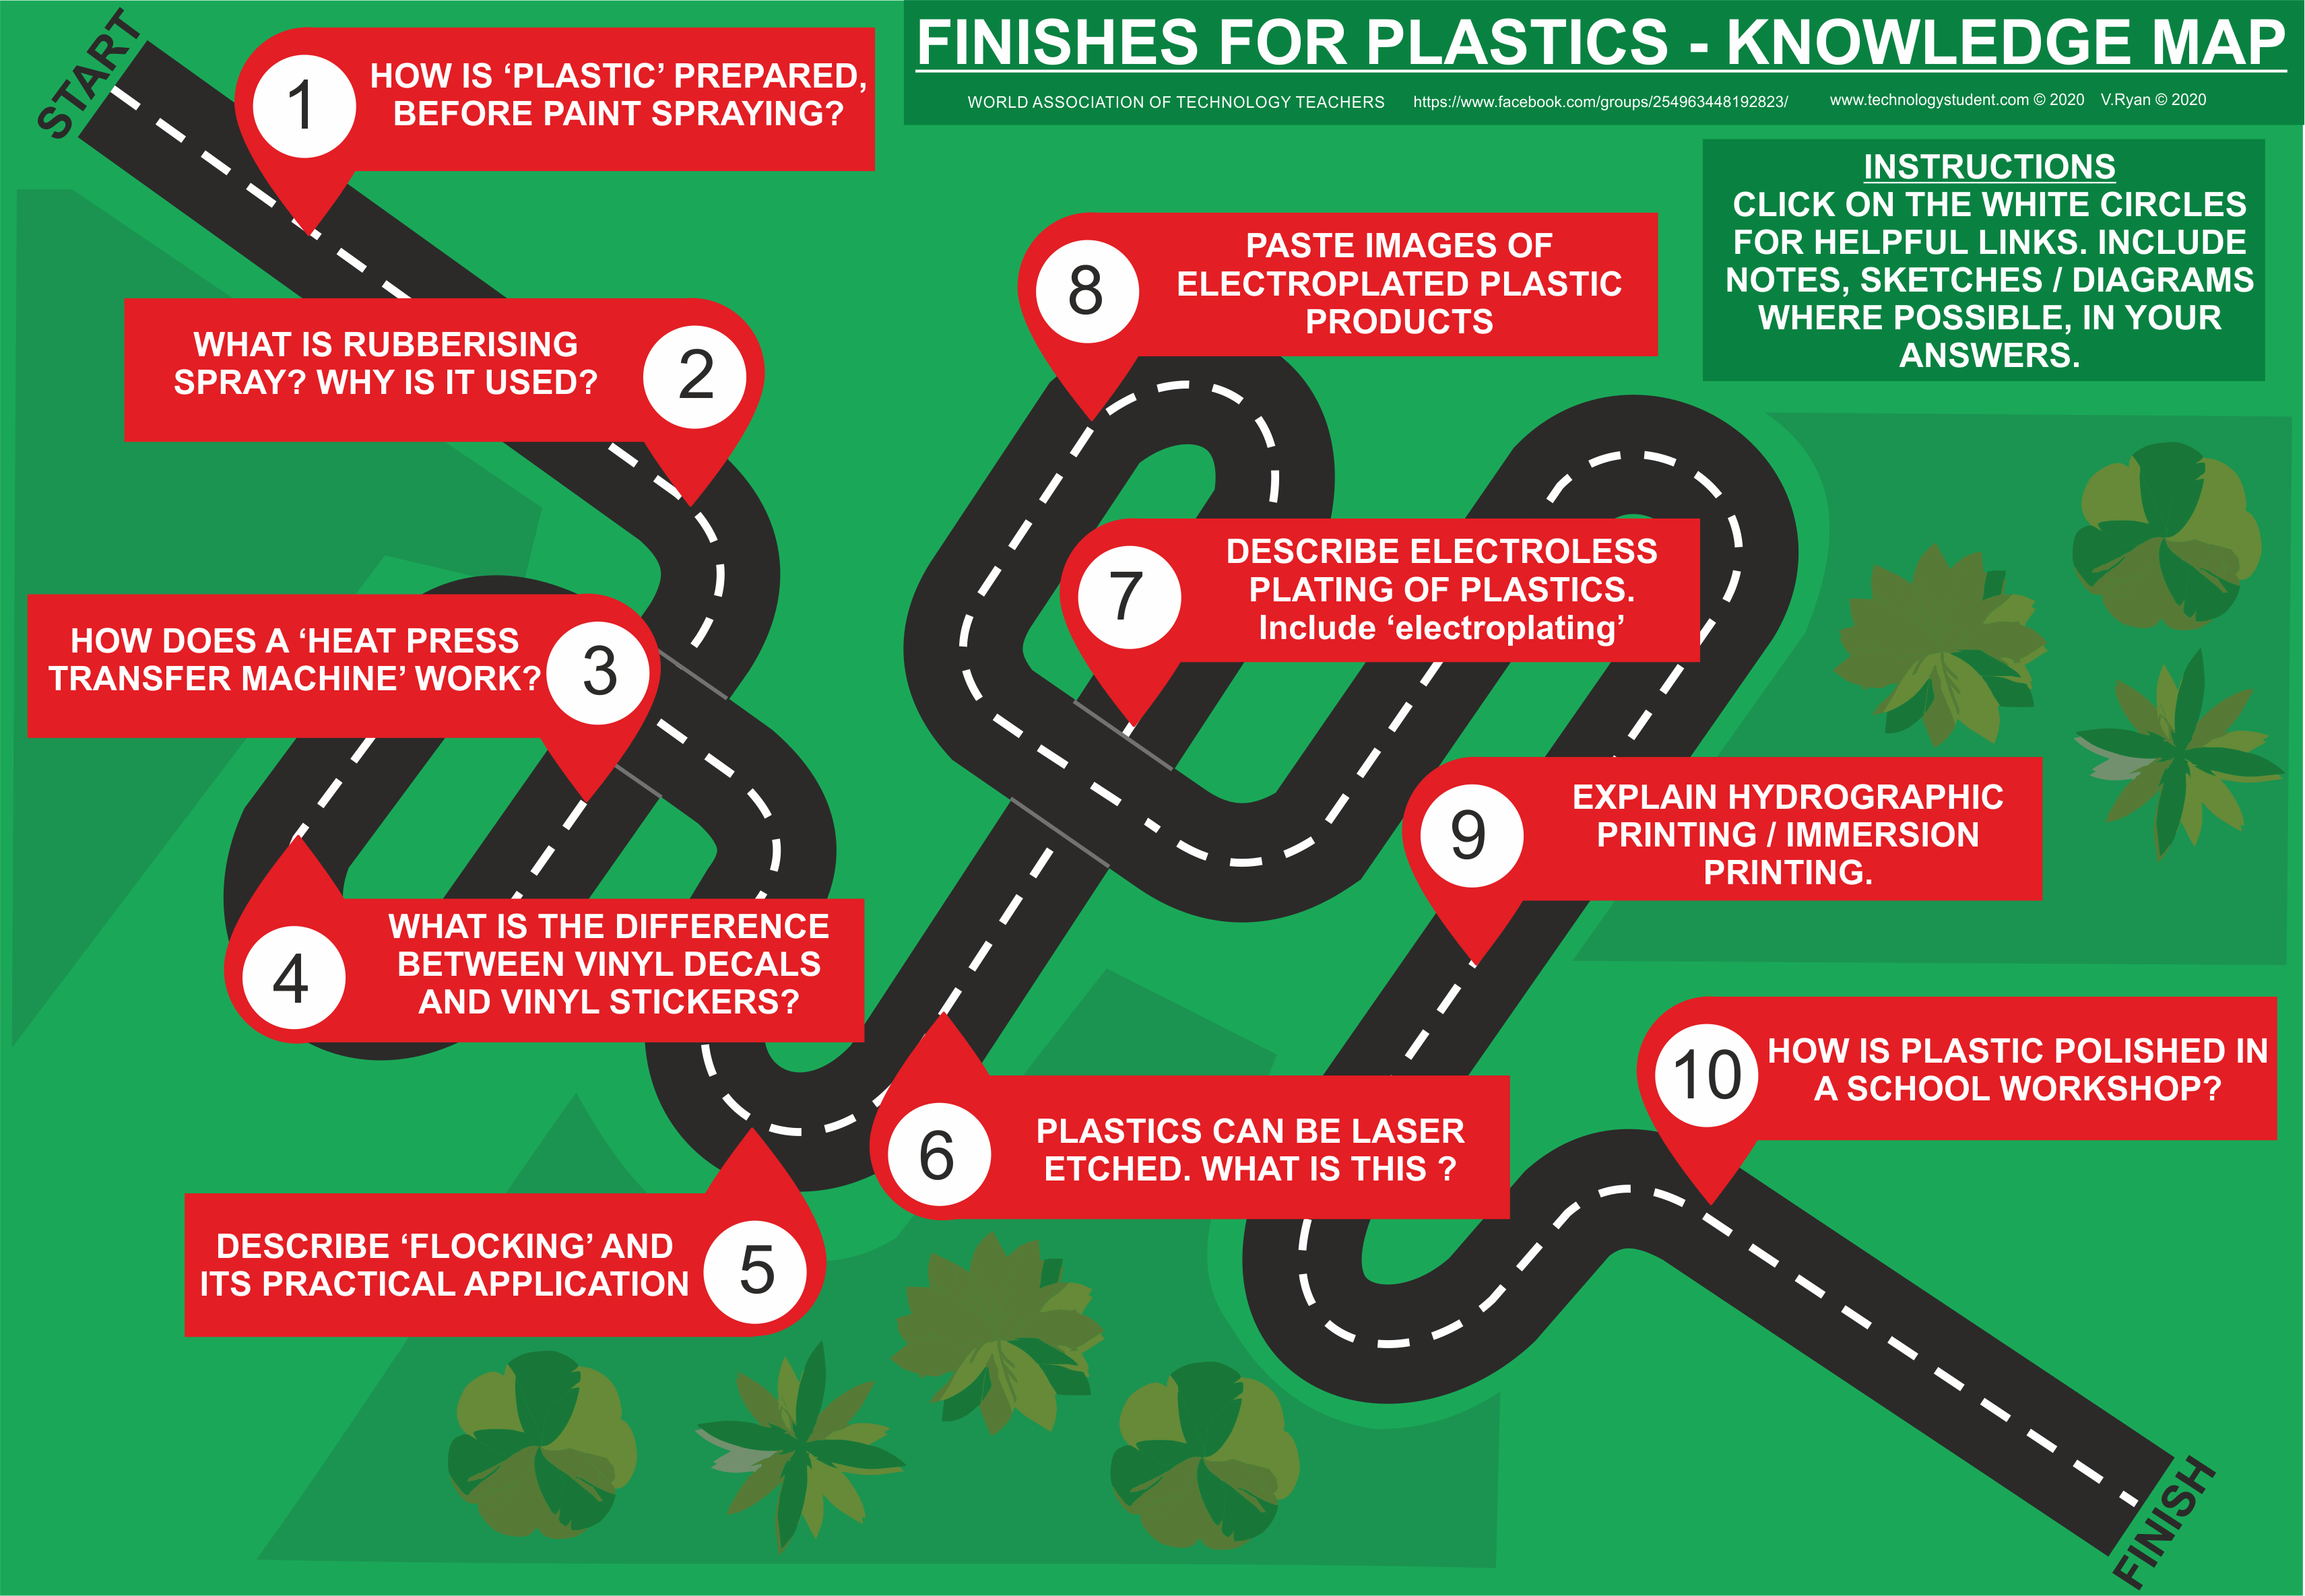 START
FINISHES FOR PLASTICS - KNOWLEDGE MAP
WORLD ASSOCIATION OF TECHNOLOGY TEACHERS https://www.facebook.com/groups/254963448192823/ www.technologystudent.com © 2020 V.Ryan © 2020
INSTRUCTIONS
CLICK ON THE WHITE CIRCLES
FOR HELPFUL LINKS. INCLUDE
NOTES, SKETCHES / DIAGRAMS
WHERE POSSIBLE, IN YOUR
ANSWERS.
1
HOW IS ‘PLASTIC’ PREPARED,
BEFORE PAINT SPRAYING?
2
WHAT IS RUBBERISING
SPRAY? WHY IS IT USED?
3
HOW DOES A ‘HEAT PRESS
TRANSFER MACHINE’ WORK?
4
WHAT IS THE DIFFERENCE
BETWEEN VINYL DECALS
AND VINYL STICKERS?
5
DESCRIBE ‘FLOCKING’ AND
ITS PRACTICAL APPLICATION
6
PLASTICS CAN BE LASER
ETCHED. WHAT IS THIS ?
7
DESCRIBE ELECTROLESS
PLATING OF PLASTICS.
Include ‘electroplating’
8
PASTE IMAGES OF
ELECTROPLATED PLASTIC
PRODUCTS
9
EXPLAIN HYDROGRAPHIC
PRINTING / IMMERSION
PRINTING.
10
HOW IS PLASTIC POLISHED IN
A SCHOOL WORKSHOP?
FINISH